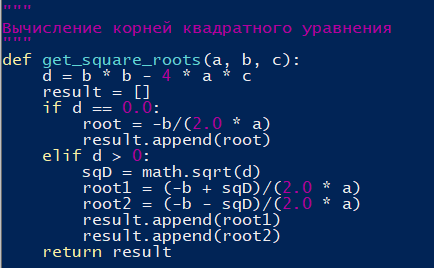 """
Вычисление корней квадратного уравнения
"""
def get_square_roots(a, b, c):
    d = b * b - 4 * a * c
    result = []
    if d == 0.0:
        root = -b/(2.0 * a)
        result.append(root)
    elif d > 0:
        sqD = math.sqrt(d)
        root1 = (-b + sqD)/(2.0 * a)
        root2 = (-b - sqD)/(2.0 * a)
        result.append(root1)
        result.append(root2)
    return result